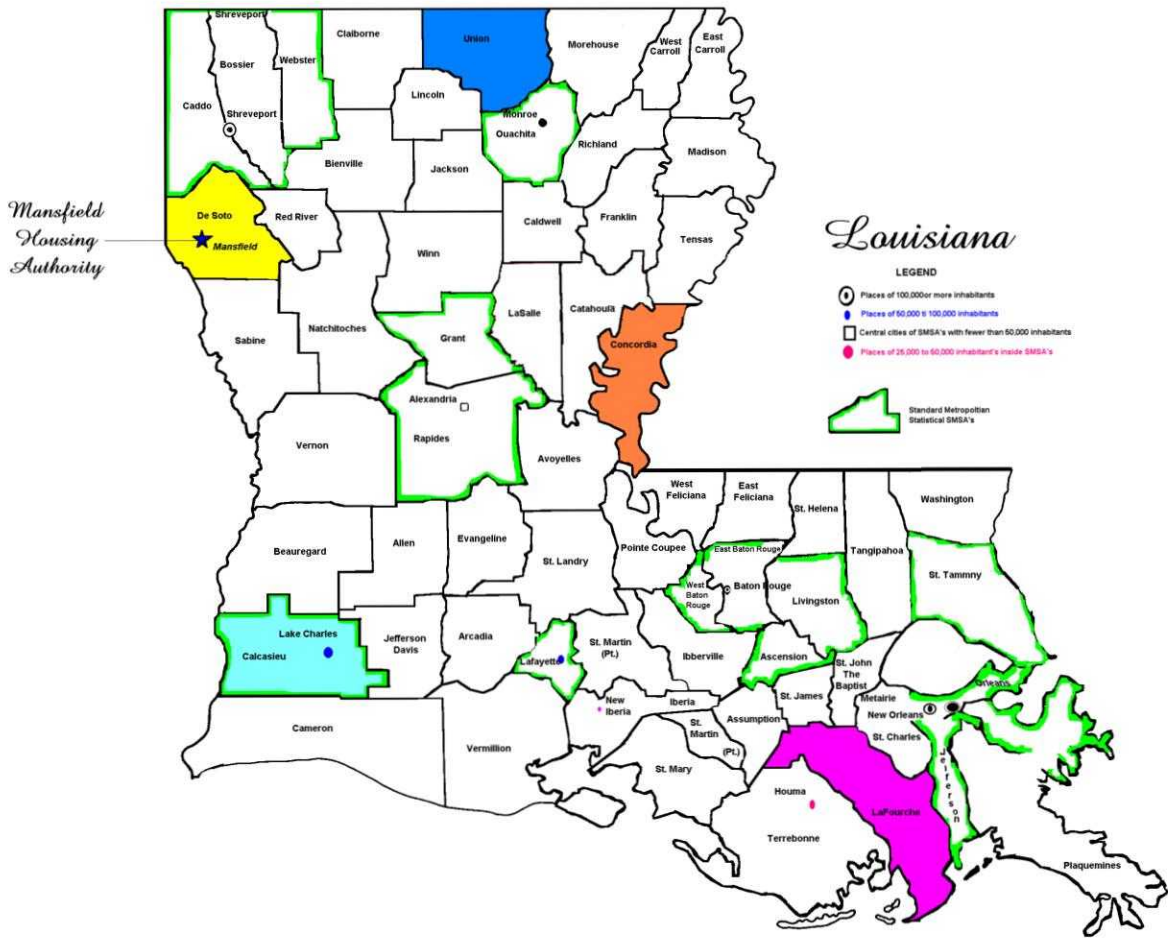 Shreveport
Claiborne
Union
Morehouse
West
Carroll
East
Carroll
Bossier
Webster
Caddo
Shreveport
Lincoln
Monroe
Ouachita
Richland
Madison
Bienville
Jackson
Mansfield
Housing
Authority
De Soto
Mansfield
Red River
Caldwell
Franklin
Tensas
Winn
Louisiana
LEGEND
Places of 100,000or more inhabitants
Places of 50,000 ti 100,000 inhabitants
Central cities of SMSA's with fewer than 50,000 inhabitants
Places of 25,000 to 50,000 inhabitant's inside SMSA's
Standard Metropoltian
Statistical SMSA's
Sabine
Natchitoches
Grant
LaSalle
Catahoula
Concordia
Alexandria
Rapides
Vernon
Avoyelles
West
Feliciana
East
Feliciana
St. Helena
Washington
Beauregard
Allen
Evangeline
St. Landry
Pointe Coupee
East Baton Rouge
Tangipahoa
West
Baton
Rouge
Baton Rouge
Livingston
St. Tammny
Lake Charles
Calcasieu
Jefferson
Davis
Arcadia
Lafayette
St. Martin
(Pt.)
Ibberville
Ascension
St. John
The
Baptist
St. James
Metairie
Orleans
New Orleans
St. Charles
Jefferson
Cameron
Vermillion
New
Iberia
Iberia
St.
Martin
(Pt.)
Assumption
St. Mary
Houma
Terrebonne
LaFourche
Plaquemines